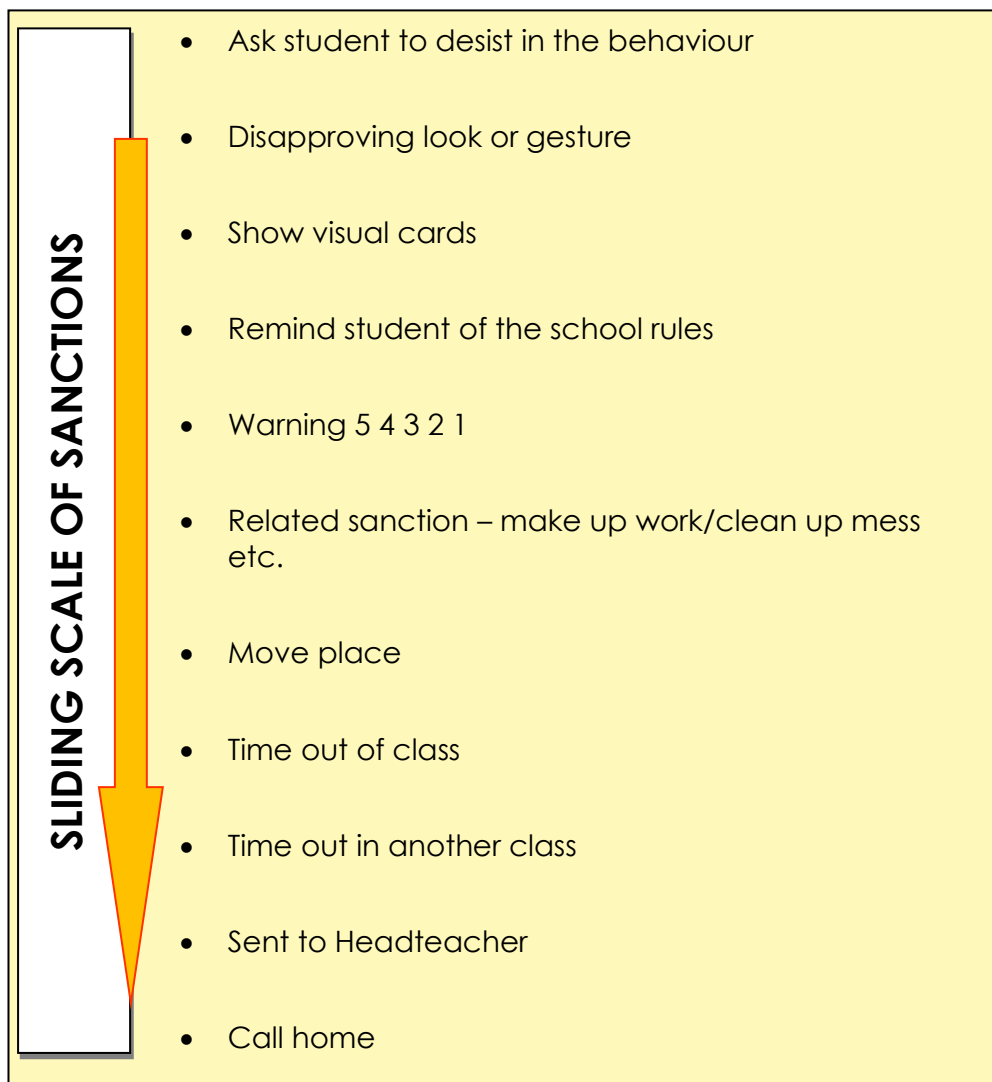 SLIDING SCALE OF SANCTIONS
• Ask student to desist in the behaviour
• Disapproving look or gesture
• Show visual cards
• Remind student of the school rules
• Warning 5 4 3 2 1
• Related sanction – make up work/clean up mess
etc.
• Move place
• Time out of class
• Time out in another class
• Sent to Headteacher
• Call home